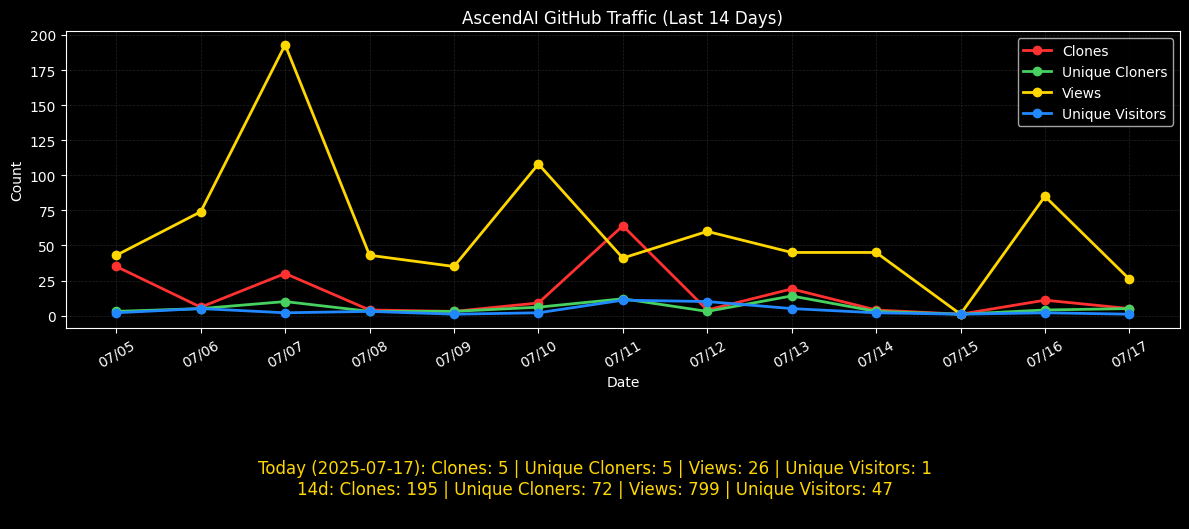 AscendAI GitHub Traffic (Last 14 Days)
200
175
150
125
100
75
50
25
0
Count
Clones
Unique Cloners
Views
Unique Visitors
07/05
07/06
07/07
07/08
07/09
07/10
07/11
07/12
07/13
07/14
07/15
07/16
07/17
Date
Today (2025-07-17): Clones: 5 | Unique Cloners: 5 | Views: 26 | Unique Visitors: 1
14d: Clones: 195 | Unique Cloners: 72 | Views: 799 | Unique Visitors: 47